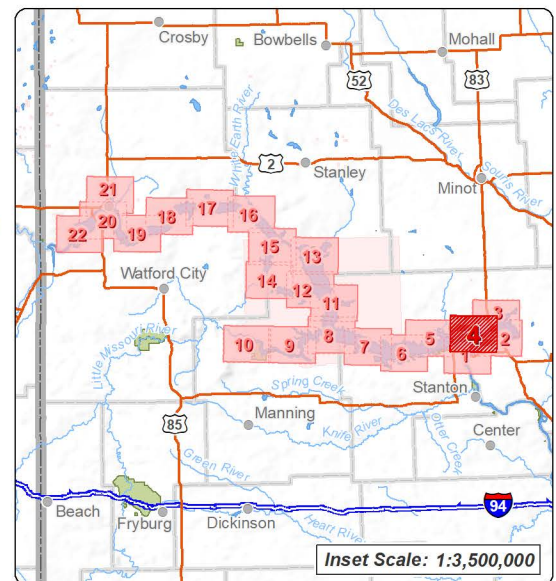 Crosby
Bowbells
Mohall
52
83
Des Lacs River
White Earth River
2
Stanley
Souris River
Minot
21
22
20
19
18
17
16
15
14
13
12
11
Watford City
10
9
8
7
6
5
4
3
2
1
Little Missouri River
Spring Creek
Stanton
Manning
Knife River
Otter Creek
Center
85
Green River
Beach
Fryburg
Dickinson
Heart River
94
Inset Scale: 1:3,500,000